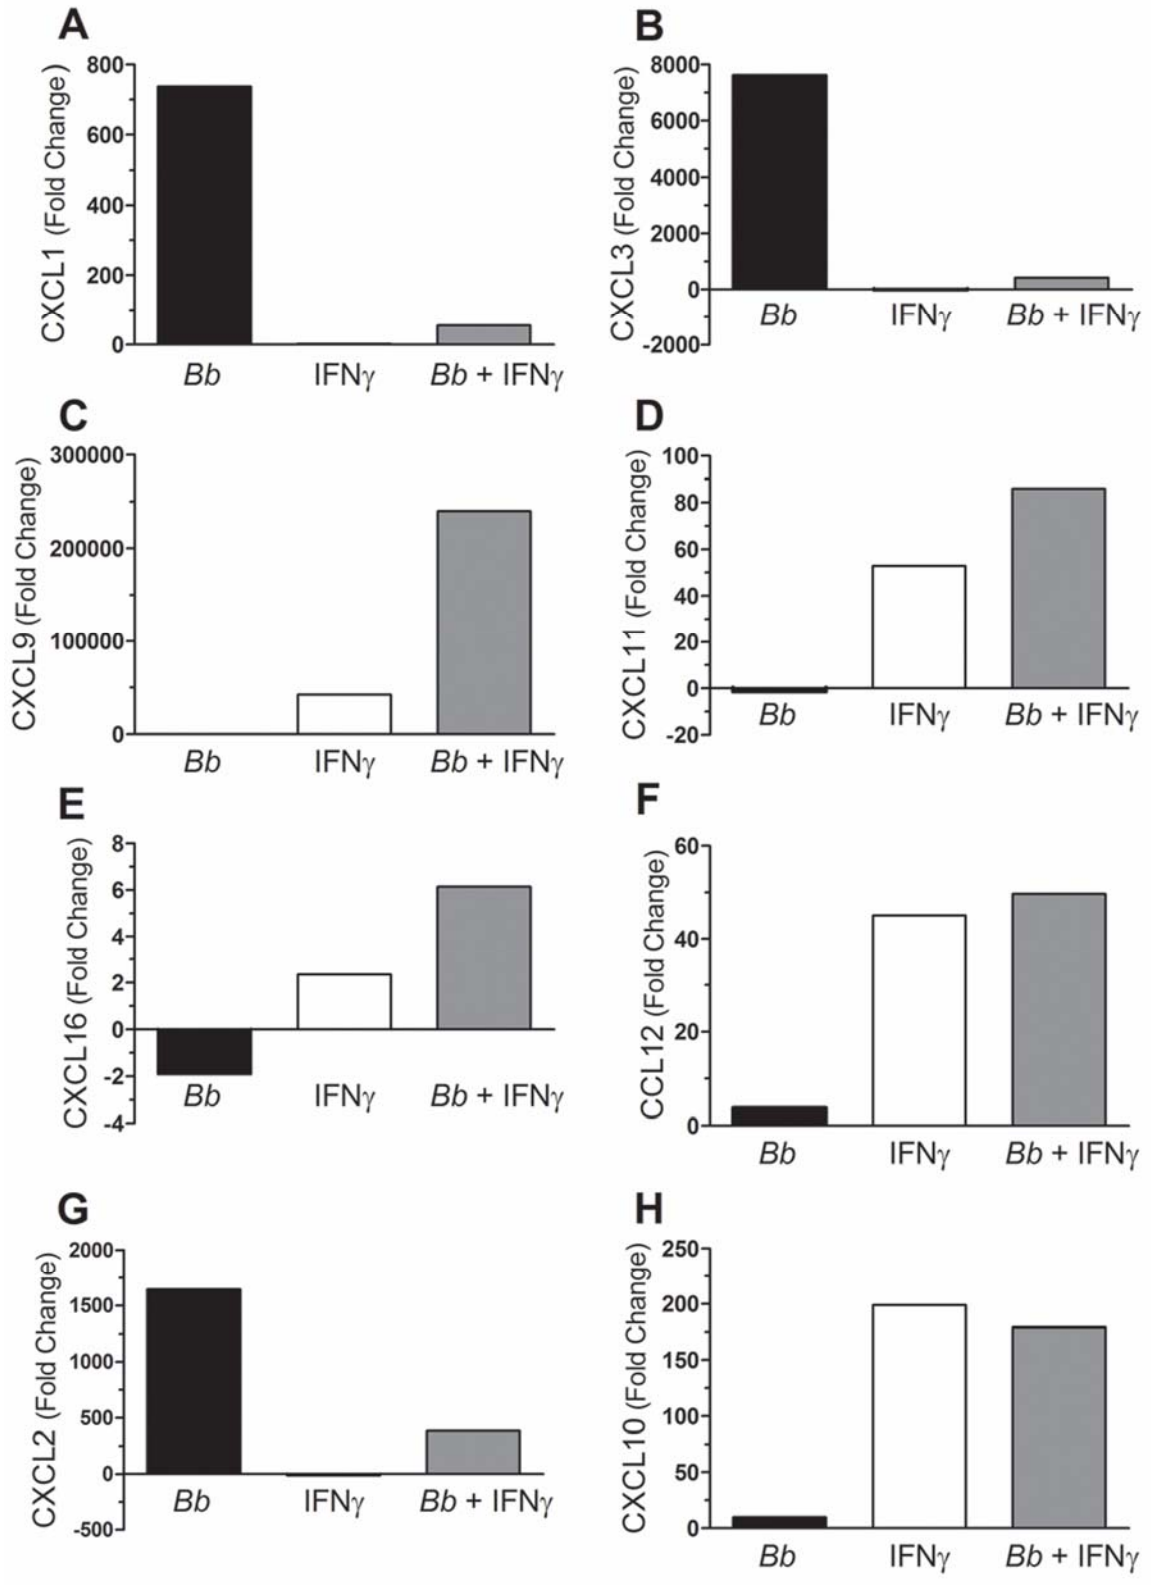 A
CXCL1 (Fold Change)
800
600
400
200
0
Bb IFNγ Bb + IFNγ
B
CXCL3 (Fold Change)
8000
6000
4000
2000
0
-2000
Bb IFNγ Bb + IFNγ
C
CXCL9 (Fold Change)
300000
200000
100000
0
Bb IFNγ Bb + IFNγ
D
CXCL11 (Fold Change)
100
80
60
40
20
0
-20
Bb IFNγ Bb + IFNγ
E
CXCL16 (Fold Change)
8
6
4
2
0
-2
-4
Bb IFNγ Bb + IFNγ
F
CCL12 (Fold Change)
60
40
20
0
Bb IFNγ Bb + IFNγ
G
CXCL2 (Fold Change)
2000
1500
1000
500
0
-500
Bb IFNγ Bb + IFNγ
H
CXCL10 (Fold Change)
250
200
150
100
50
0
Bb IFNγ Bb + IFNγ